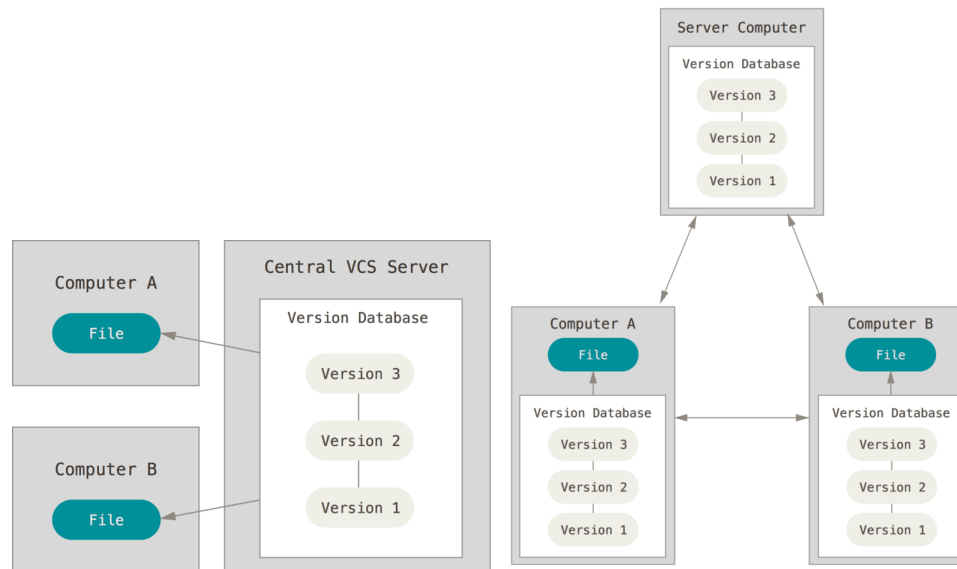 Computer A
File
Computer B
File
Central VCS Server
Version Database
Version 3
Version 2
Version 1
Server Computer
Version Database
Version 3
Version 2
Version 1
Computer A
File
Version Database
Version 3
Version 2
Version 1
Computer B
File
Version Database
Version 3
Version 2
Version 1